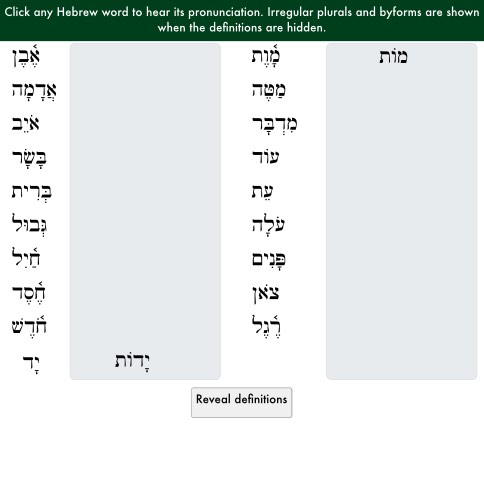 Click any Hebrew word to hear its pronunciation. Irregular plurals and byforms are shown
when the definitions are hidden.
אֶ֫בֶן
אֲדָמָה
אֹיֵב
בָּשָׂר
בְּרִית
גְּבוּל
חַ֫יִל
חֶ֫סֶד
חֹ֫דֶשׁ
יָד יָדוֹת
מָ֫וֶת מוֹת
מַטֶּה
מִדְבָּר
עוֹד
עֵת
עֹלָה
פָּנִים
צֹאן
רֶ֫גֶל
Reveal definitions